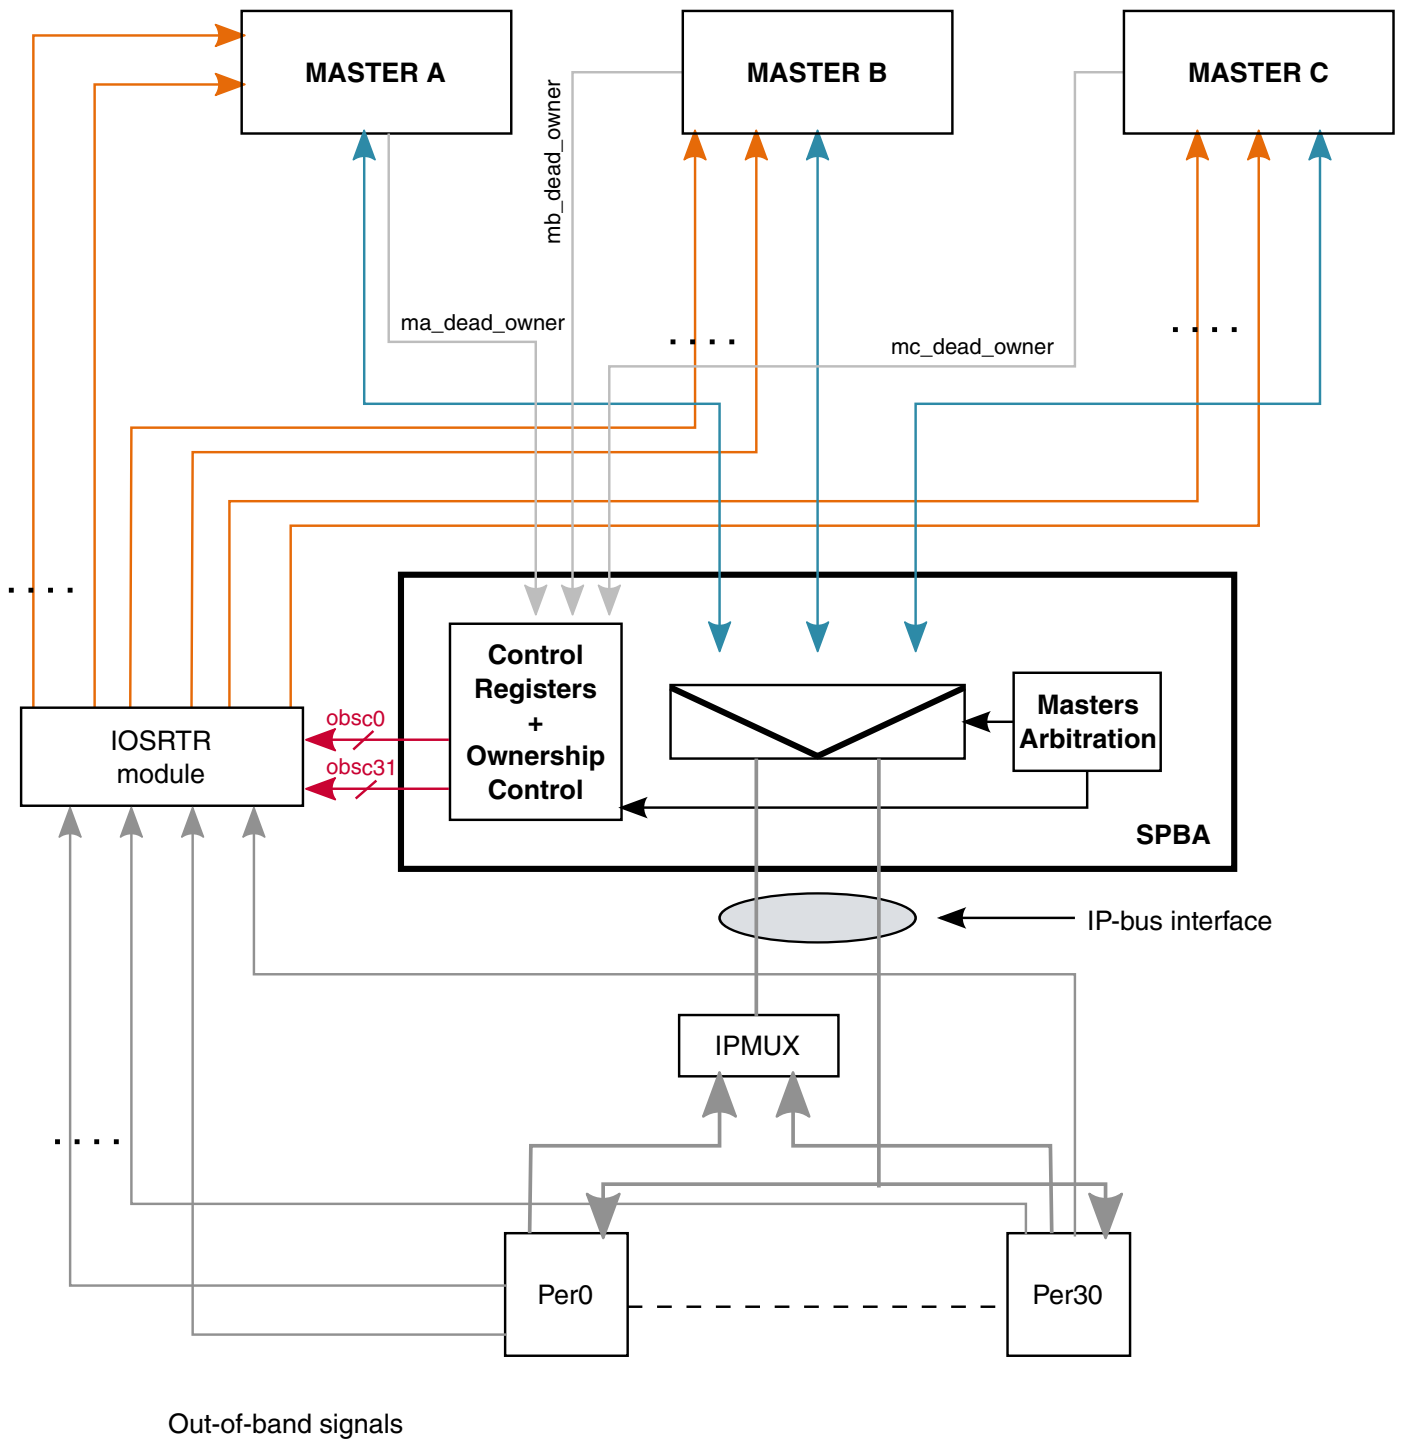 MASTER A
MASTER B
MASTER C
mb_dead_owner
ma_dead_owner
mc_dead_owner
Control
Registers
+
Ownership
Control
Masters
Arbitration
obsc0
obsc31
IOSRTR
module
SPBA
IP-bus interface
IPMUX
Per0
Per30
Out-of-band signals